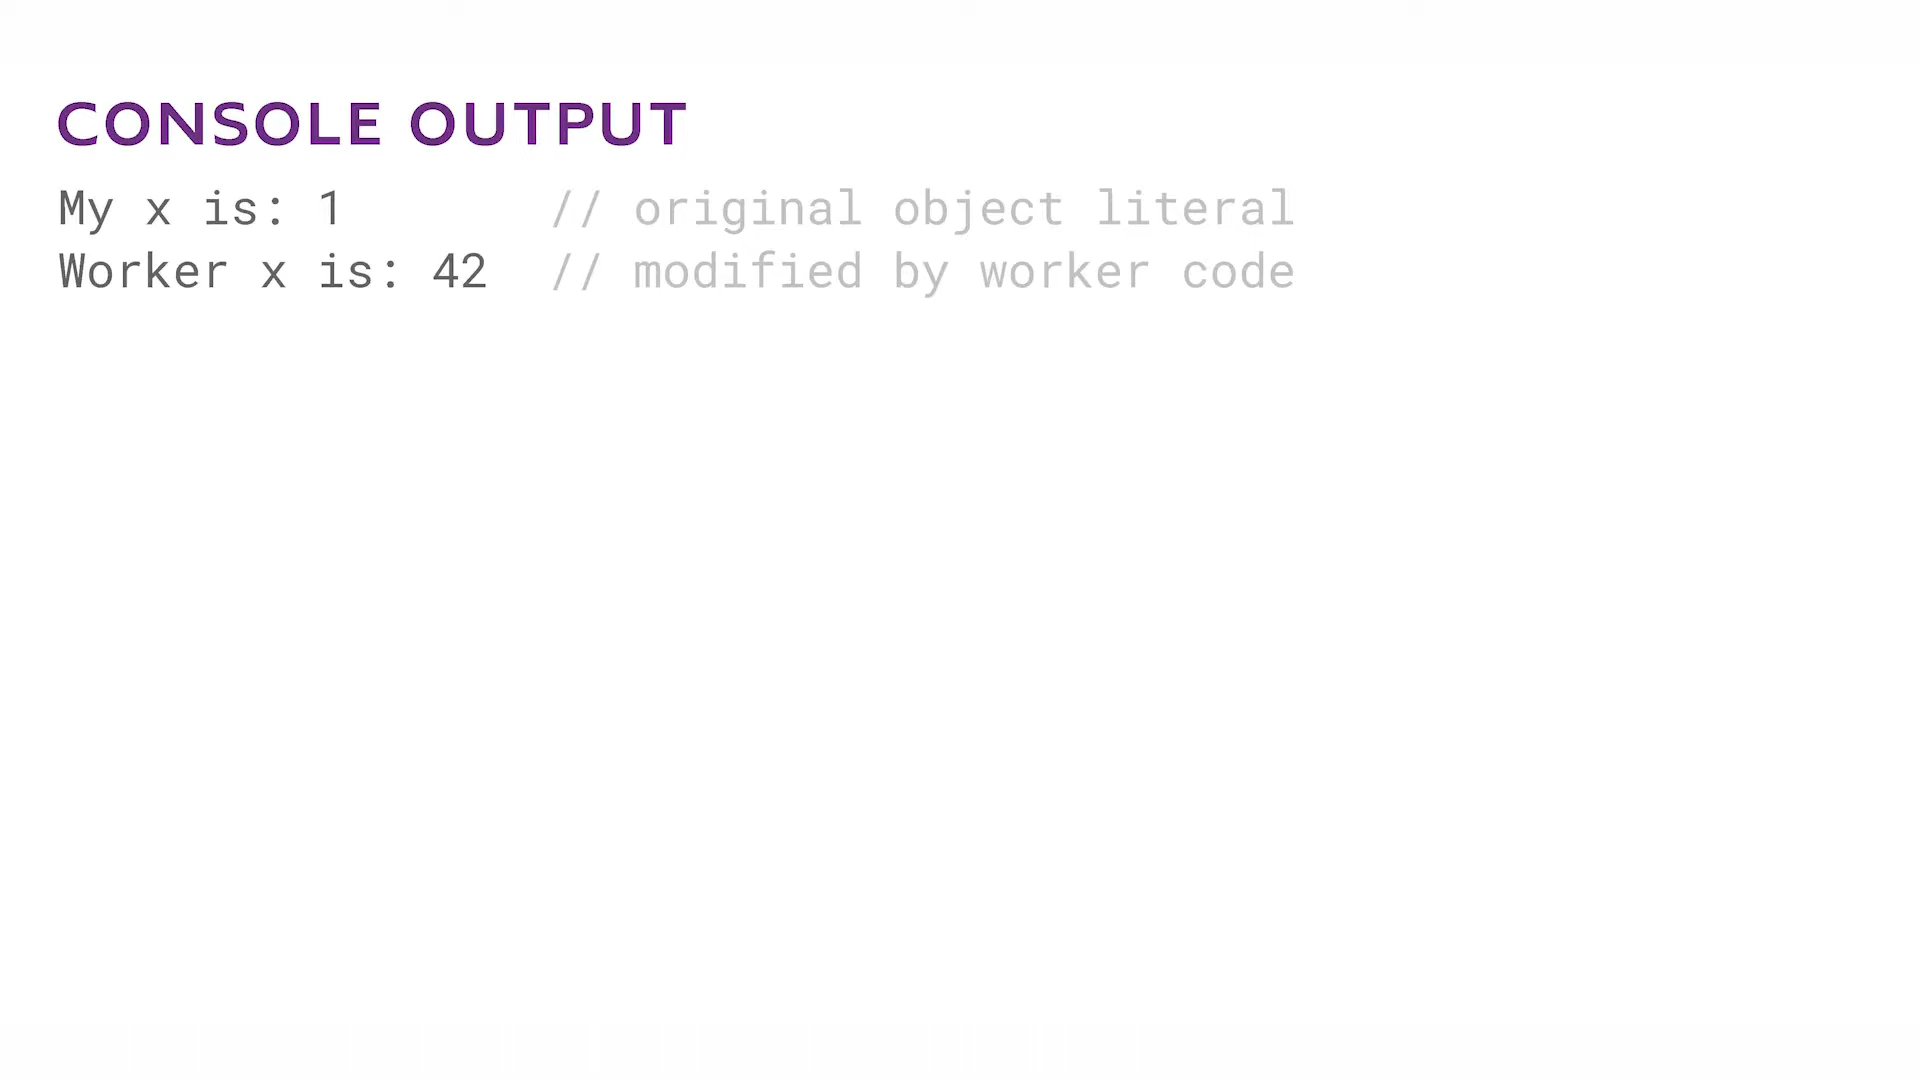 CONSOLE OUTPUT
My x is: 1 // original object literal
Worker x is: 42 // modified by worker code